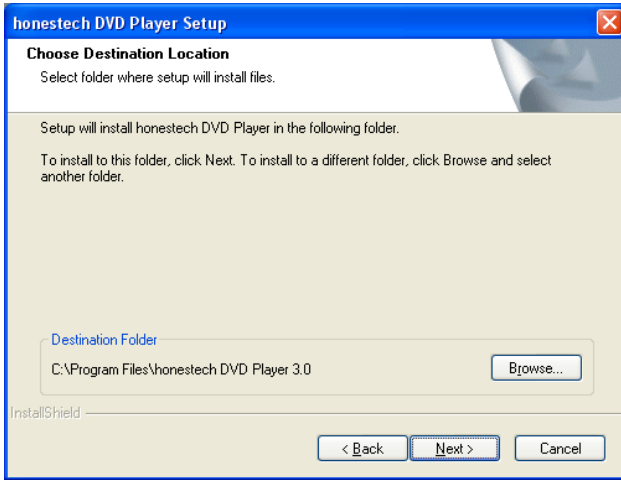 honestech DVD Player Setup
Choose Destination Location
Select folder where setup will install files.
Setup will install honestech DVD Player in the following folder.
To install to this folder, click Next. To install to a different folder, click Browse and select
another folder.
Destination Folder
C:\Program Files\honestech DVD Player 3.0
Browse...
InstallShield
< Back
Next >
Cancel